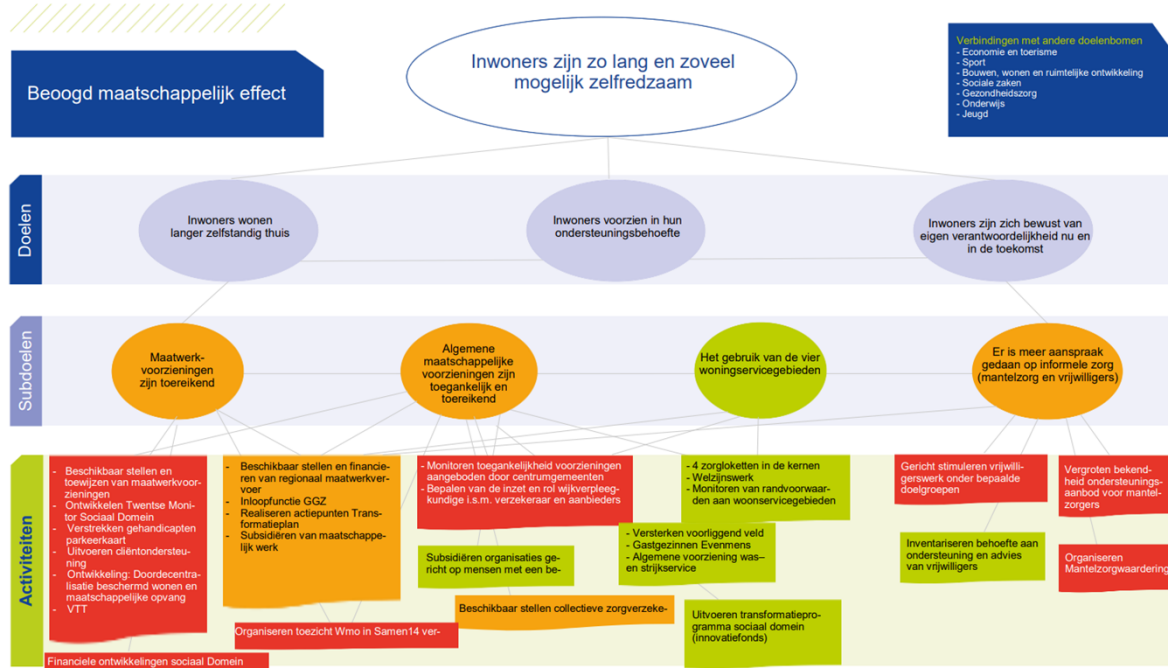 Beoogd maatschappelijk effect
Inwoners zijn zo lang en zoveel
mogelijk zelfredzaam
Verbindingen met andere doelenbomen
- Economie en toerisme
- Sport
- Bouwen, wonen en ruimtelijke ontwikkeling
- Sociale zaken
- Gezondheidszorg
- Onderwijs
- Jeugd
Doelen
Inwoners wonen
langer zelfstandig thuis
Inwoners voorzien in hun
ondersteuningsbehoefte
Inwoners zijn zich bewust van
eigen verantwoordelijkheid nu en
in de toekomst
Subdoelen
Maatwerk-
voorzieningen
zijn toereikend
Algemene
maatschappelijke
voorzieningen zijn
toegankelijk en
toereikend
Het gebruik van de vier
woningservicegebieden
Er is meer aanspraak
gedaan op informele zorg
(mantelzorg en vrijwilligers)
Activiteiten
- Beschikbaar stellen en
toewijzen van maatwerkvoor-
zieningen
- Ontwikkelen Twentse Mo-
nitor Sociaal Domein
- Verstrekken gehandicapten
parkeerkaart
- Uitvoeren cliëntondersteu-
ning
- Ontwikkeling: Doordecentra-
lisatie beschermd wonen en
maatschappelijke opvang
- VTT
Financiele ontwikkelingen sociaal Domein
- Beschikbaar stellen en financie-
ren van regionaal maatwerkver-
voer
- Inloopfunctie GGZ
- Realiseren actiepunten Trans-
formatieplan
- Subsidiëren van maatschappe-
lijk werk
Organiseren toezicht Wmo in Samen14 ver-
- Monitoren toegankelijkheid voorzieningen
aangeboden door centrumgemeenten
- Bepalen van de inzet en rol wijkverpleeg-
kundige i.s.m. verzekeraar en aanbieders
Subsidiëren organisaties ge-
richt op mensen met een be-
Beschikbaar stellen collectieve zorgverzeke-
- 4 zorgloketten in de kernen
- Welzijnswerk
- Monitoren van randvoorwaar-
den aan woonservicegebieden
- Versterken voorliggend veld
- Gastgezinnen Evenmens
- Algemene voorziening was–
en strijkservice
Uitvoeren transformatiepro-
gramma sociaal domein
(innovatiefonds)
Gericht stimuleren vrijwilli-
gerswerk onder bepaalde
doelgroepen
Inventariseren behoefte aan
ondersteuning en advies
van vrijwilligers
Vergroten bekend-
heid ondersteunings-
aanbod voor mantel-
zorgers
Organiseren
Mantelzorgwaardering